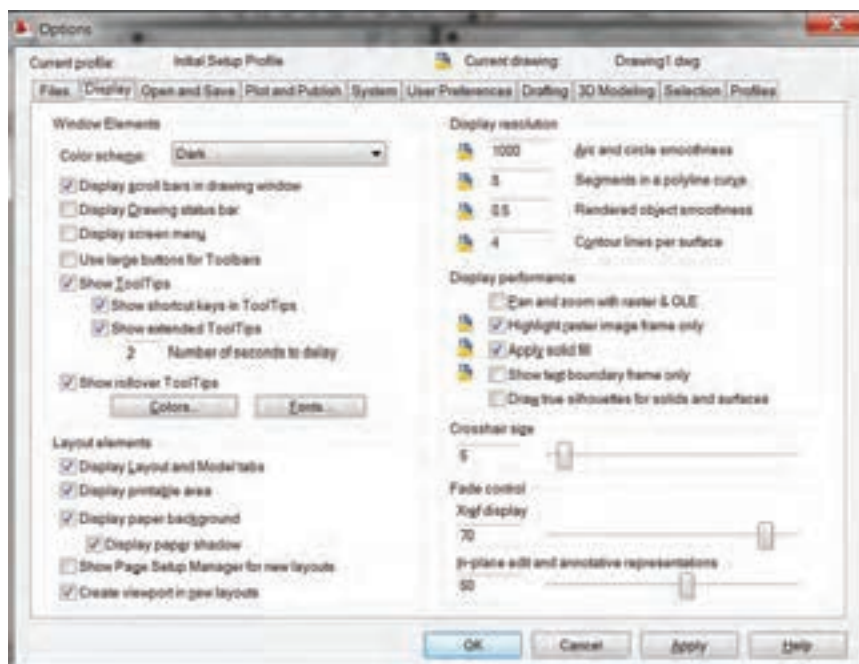 Options
Current profile: Initial Setup Profile
Current drawing: Drawing1.dwg
Files Display Open and Save Plot and Publish System User Preferences Drafting 3D Modeling Selection Profiles
Window Elements
Color scheme: Dark
Display scroll bars in drawing window
Display Drawing status bar
Display screen menu
Use large buttons for Toolbars
Show ToolTips
Show shortcut keys in ToolTips
Show extended ToolTips
2 Number of seconds to delay
Show rollover ToolTips
Colors... Fonts...
Layout elements
Display Layout and Model tabs
Display printable area
Display paper background
Display paper shadow
Show Page Setup Manager for new layouts
Create viewport in new layouts
Display resolution
1000 Arc and circle smoothness
8 Segments in a polyline curve
0.5 Rendered object smoothness
4 Contour lines per surface
Display performance
Pan and zoom with raster & OLE
Highlight raster image frame only
Apply solid fill
Show text boundary frame only
Draw true silhouettes for solids and surfaces
Crosshair size
5
Fade control
Xref display
70
In-place edit and annotative representations
50
OK Cancel Apply Help